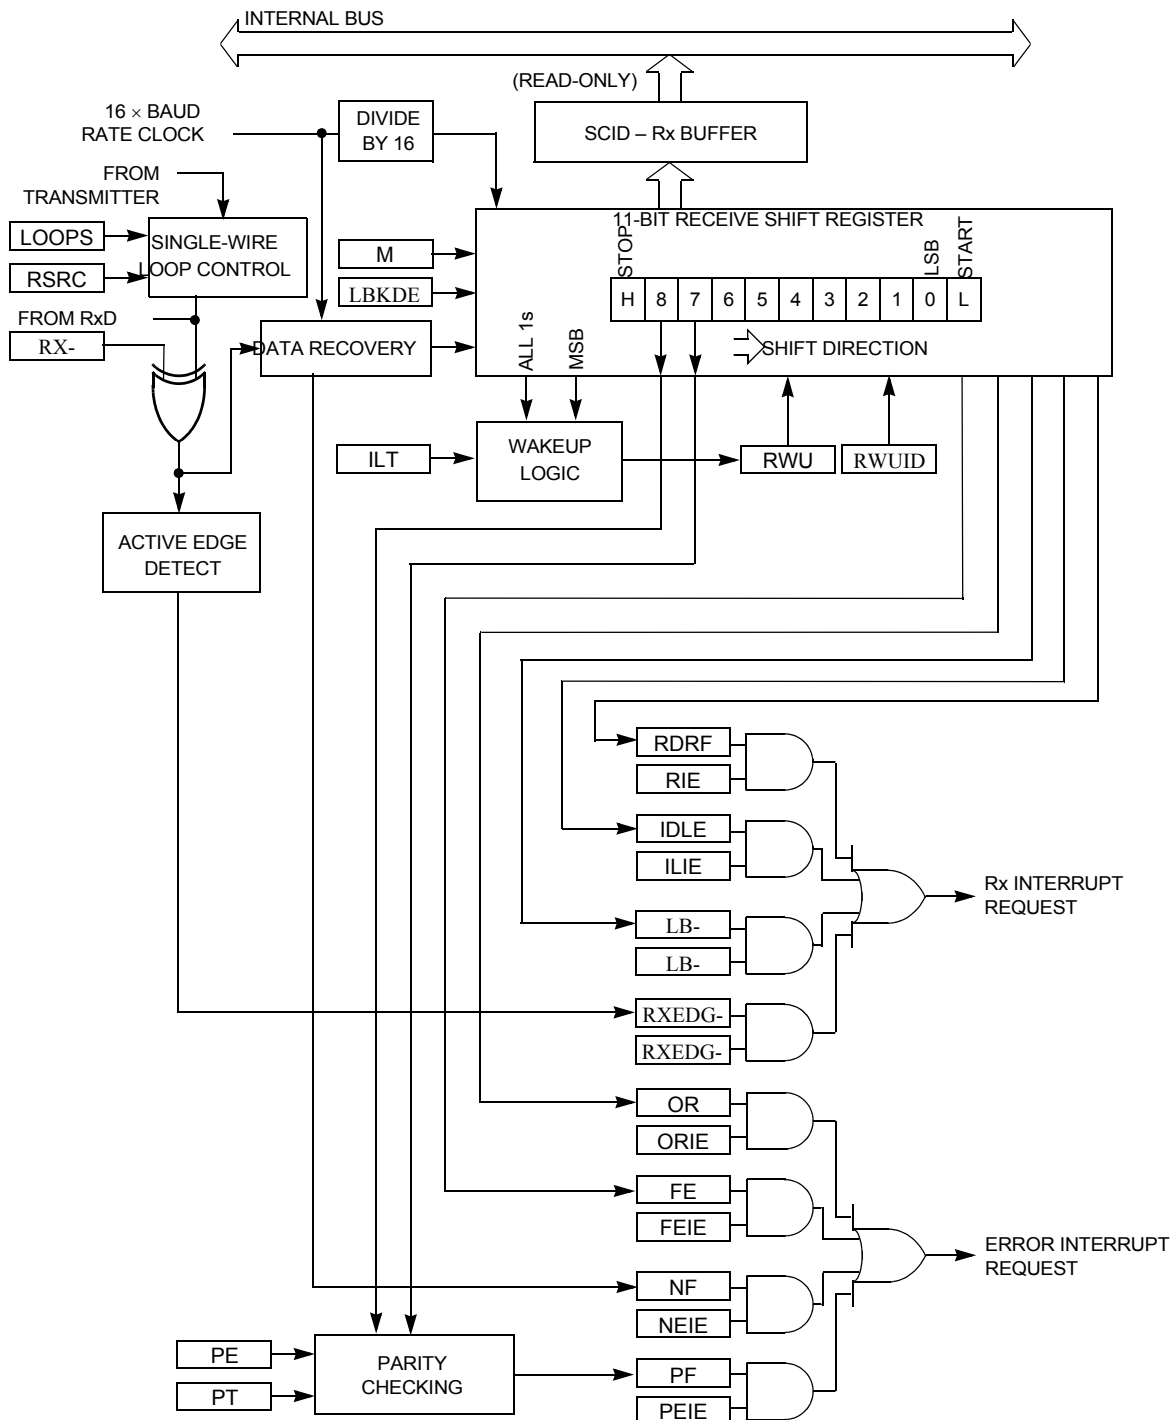 INTERNAL BUS
(READ-ONLY)
16 × BAUD
RATE CLOCK
DIVIDE
BY 16
SCID – Rx BUFFER
FROM
TRANSMITTER
11-BIT RECEIVE SHIFT REGISTER
LOOPS
SINGLE-WIRE
LOOP CONTROL
RSRC
M
LBKDE
STOP
LSB
START
H 8 7 6 5 4 3 2 1 0 L
FROM RxD
RX-
DATA RECOVERY
ALL 1s
MSB
SHIFT DIRECTION
ILT
WAKEUP
LOGIC
RWU
RWUID
ACTIVE EDGE
DETECT
RDRF
RIE
IDLE
ILIE
Rx INTERRUPT
REQUEST
LB-
LB-
RXEDG-
RXEDG-
OR
ORIE
FE
FEIE
ERROR INTERRUPT
REQUEST
NF
NEIE
PE
PT
PARITY
CHECKING
PF
PEIE